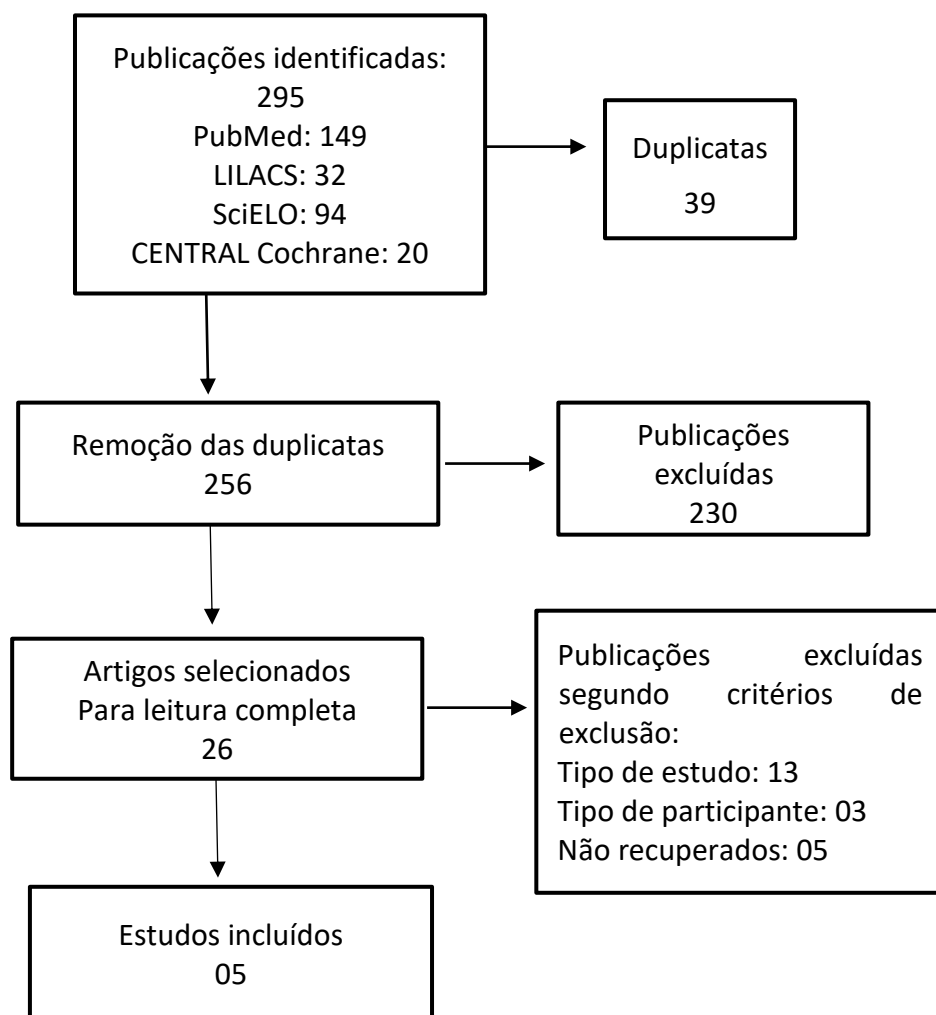 Publicações identificadas:
295
PubMed: 149
LILACS: 32
SciELO: 94
CENTRAL Cochrane: 20
Duplicatas
39
Remoção das duplicatas
256
Publicações
excluídas
230
Artigos selecionados
Para leitura completa
26
Publicações excluídas
segundo critérios de
exclusão:
Tipo de estudo: 13
Tipo de participante: 03
Não recuperados: 05
Estudos incluídos
05